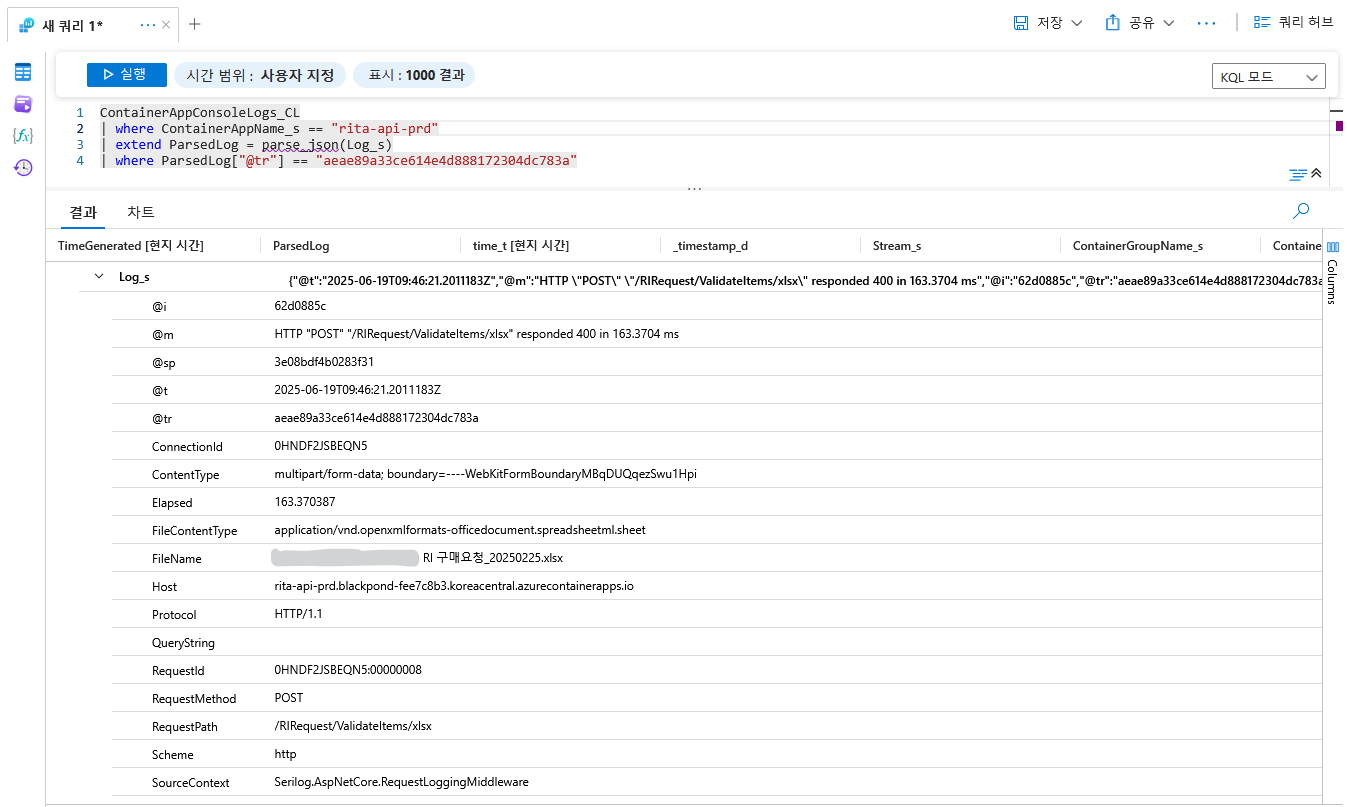 새 쿼리 1*
저장
공유
쿼리 허브
실행
시간 범위 : 사용자 지정
표시 : 1000 결과
KQL 모드
1 ContainerAppConsoleLogs_CL
2 | where ContainerAppName_s == "rita-api-prd"
3 | extend ParsedLog = parse_json(Log_s)
4 | where ParsedLog["@tr"] == "aeae89a33ce614e4d888172304dc783a"
결과 차트
TimeGenerated [현지 시간] ParsedLog time_t [현지 시간] _timestamp_d Stream_s ContainerGroupName_s Containe
Columns
Log_s {"@t":"2025-06-19T09:46:21.2011183Z","@m":"HTTP \"POST\" \"/RIRequest/ValidateItems/xlsx\" responded 400 in 163.3704 ms","@i":"62d0885c","@tr":"aeae89a33ce614e4d888172304dc783a
@i 62d0885c
@m HTTP "POST" "/RIRequest/ValidateItems/xlsx" responded 400 in 163.3704 ms
@sp 3e08bdf4b0283f31
@t 2025-06-19T09:46:21.2011183Z
@tr aeae89a33ce614e4d888172304dc783a
ConnectionId 0HNDF2JSBEQN5
ContentType multipart/form-data; boundary=----WebKitFormBoundaryMBqDUQqezSwu1Hpi
Elapsed 163.370387
FileContentType application/vnd.openxmlformats-officedocument.spreadsheetml.sheet
FileName RI 구매요청_20250225.xlsx
Host rita-api-prd.blackpond-fee7c8b3.koreacentral.azurecontainerapps.io
Protocol HTTP/1.1
QueryString
RequestId 0HNDF2JSBEQN5:00000008
RequestMethod POST
RequestPath /RIRequest/ValidateItems/xlsx
Scheme http
SourceContext Serilog.AspNetCore.RequestLoggingMiddleware